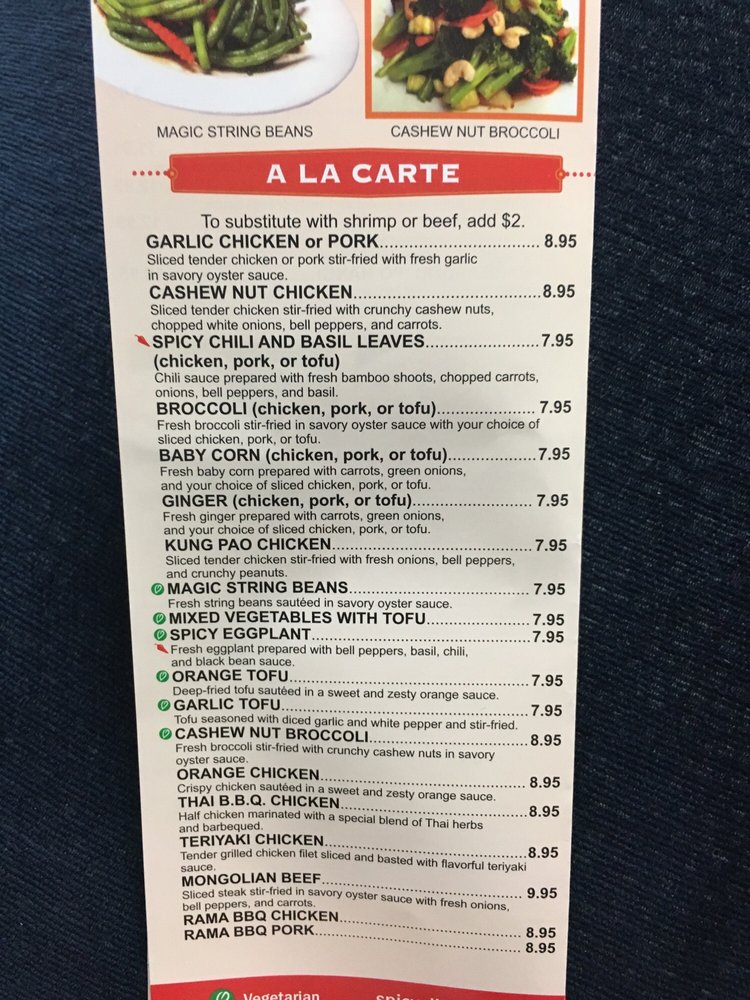 MAGIC STRING BEANS
CASHEW NUT BROCCOLI
A LA CARTE
To substitute with shrimp or beef, add $2.
GARLIC CHICKEN or PORK................................ 8.95
Sliced tender chicken or pork stir-fried with fresh garlic
in savory oyster sauce.
CASHEW NUT CHICKEN......................................8.95
Sliced tender chicken stir-fried with crunchy cashew nuts,
chopped white onions, bell peppers, and carrots.
SPICY CHILI AND BASIL LEAVES.......................7.95
(chicken, pork, or tofu)
Chili sauce prepared with fresh bamboo shoots, chopped carrots,
onions, bell peppers, and basil.
BROCCOLI (chicken, pork, or tofu)..................... 7.95
Fresh broccoli stir-fried in savory oyster sauce with your choice of
sliced chicken, pork, or tofu.
BABY CORN (chicken, pork, or tofu)..................7.95
Fresh baby corn prepared with carrots, green onions,
and your choice of sliced chicken, pork, or tofu.
GINGER (chicken, pork, or tofu)......................... 7.95
Fresh ginger prepared with carrots, green onions,
and your choice of sliced chicken, pork, or tofu.
KUNG PAO CHICKEN........................................ 7.95
Sliced tender chicken stir-fried with fresh onions, bell peppers,
and crunchy peanuts.
MAGIC STRING BEANS..................................... 7.95
Fresh string beans sautéed in savory oyster sauce.
MIXED VEGETABLES WITH TOFU..................... 7.95
SPICY EGGPLANT............................................ 7.95
Fresh eggplant prepared with bell peppers, basil, chili,
and black bean sauce.
ORANGE TOFU................................................ 7.95
Deep-fried tofu sautéed in a sweet and zesty orange sauce.
GARLIC TOFU.................................................. 7.95
Tofu seasoned with diced garlic and white pepper and stir-fried.
CASHEW NUT BROCCOLI................................ 8.95
Fresh broccoli stir-fried with crunchy cashew nuts in savory
oyster sauce.
ORANGE CHICKEN.......................................... 8.95
Crispy chicken sautéed in a sweet and zesty orange sauce.
THAI B.B.Q. CHICKEN......................................8.95
Half chicken marinated with a special blend of Thai herbs
and barbequed.
TERIYAKI CHICKEN..........................................8.95
Tender grilled chicken filet sliced and basted with flavorful teriyaki
sauce.
MONGOLIAN BEEF.......................................... 9.95
Sliced steak stir-fried in savory oyster sauce with fresh onions,
bell peppers, and carrots.
RAMA BBQ CHICKEN...................................... 8.95
RAMA BBQ PORK........................................... 8.95
Vegetarian